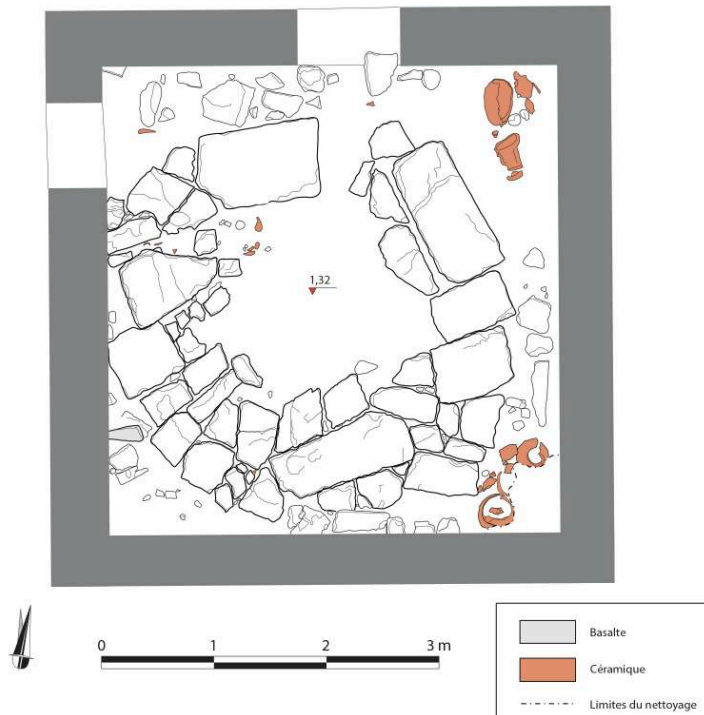 1,32
0 1 2 3 m
Basalte
Céramique
Limites du nettoyage